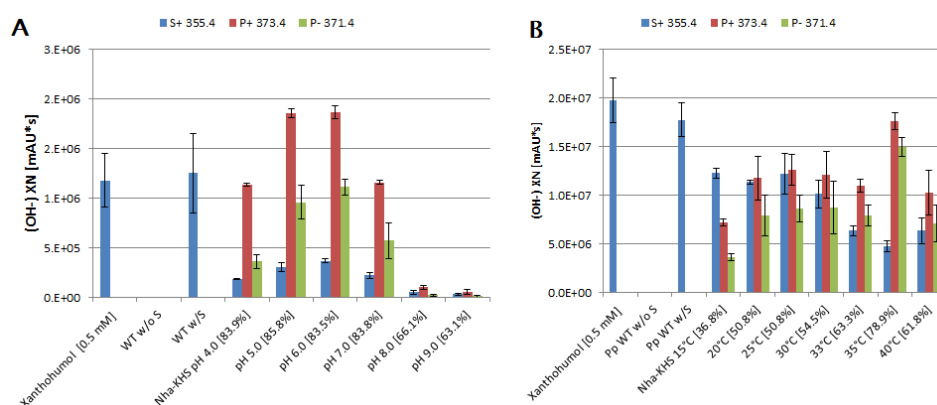 A
S+ 355.4 P+ 373.4 P- 371.4
(OH-) XN [mAU*s]
3.E+06
2.E+06
2.E+06
1.E+06
5.E+05
0.E+00
Xanthohumol [0.5 mM]
WT w/o S
WT w/S
Nha-KHS pH 4.0 [83.9%]
pH 5.0 [85.8%]
pH 6.0 [83.5%]
pH 7.0 [83.8%]
pH 8.0 [66.1%]
pH 9.0 [63.1%]
B
S+ 355.4 P+ 373.4 P- 371.4
(OH-) XN [mAU*s]
2.5E+07
2.0E+07
1.5E+07
1.0E+07
5.0E+06
0.0E+00
Xanthohumol [0.5 mM]
Pp WT w/o S
Pp WT w/S
Nha-KHS 15°C [36.8%]
20°C [50.8%]
25°C [50.8%]
30°C [54.5%]
33°C [63.3%]
35°C [78.9%]
40°C [61.8%]